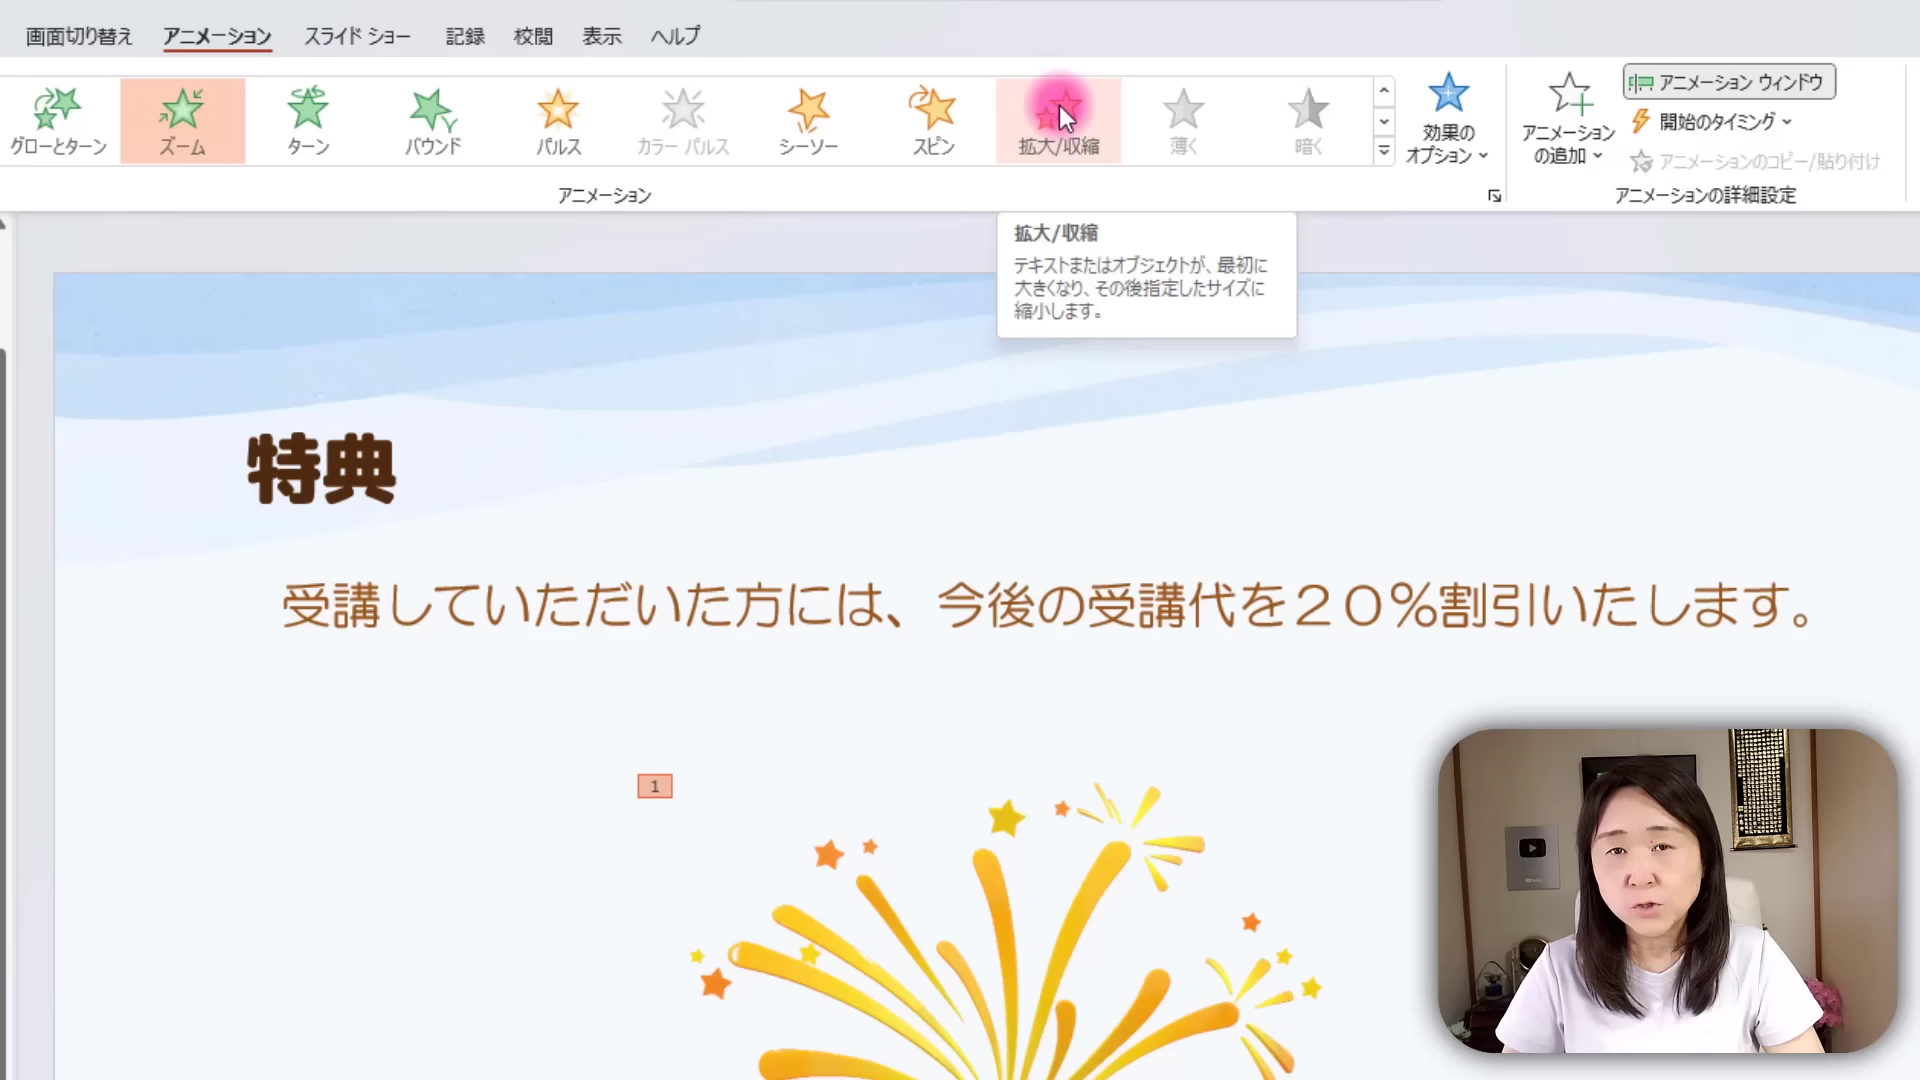 画面切り替え アニメーション スライド ショー 記録 校閲 表示 ヘルプ
グローとターン ズーム ターン バウンド パルス カラー パルス シーソー スピン 拡大/収縮 薄く 暗く
効果の
オプション
アニメーション
の追加
アニメーション ウィンドウ
開始のタイミング
アニメーションのコピー/貼り付け
アニメーション
アニメーションの詳細設定
拡大/収縮
テキストまたはオブジェクトが、最初に
大きくなり、その後指定したサイズに
縮小します。
特典
受講していただいた方には、今後の受講代を２０％割引いたします。
1